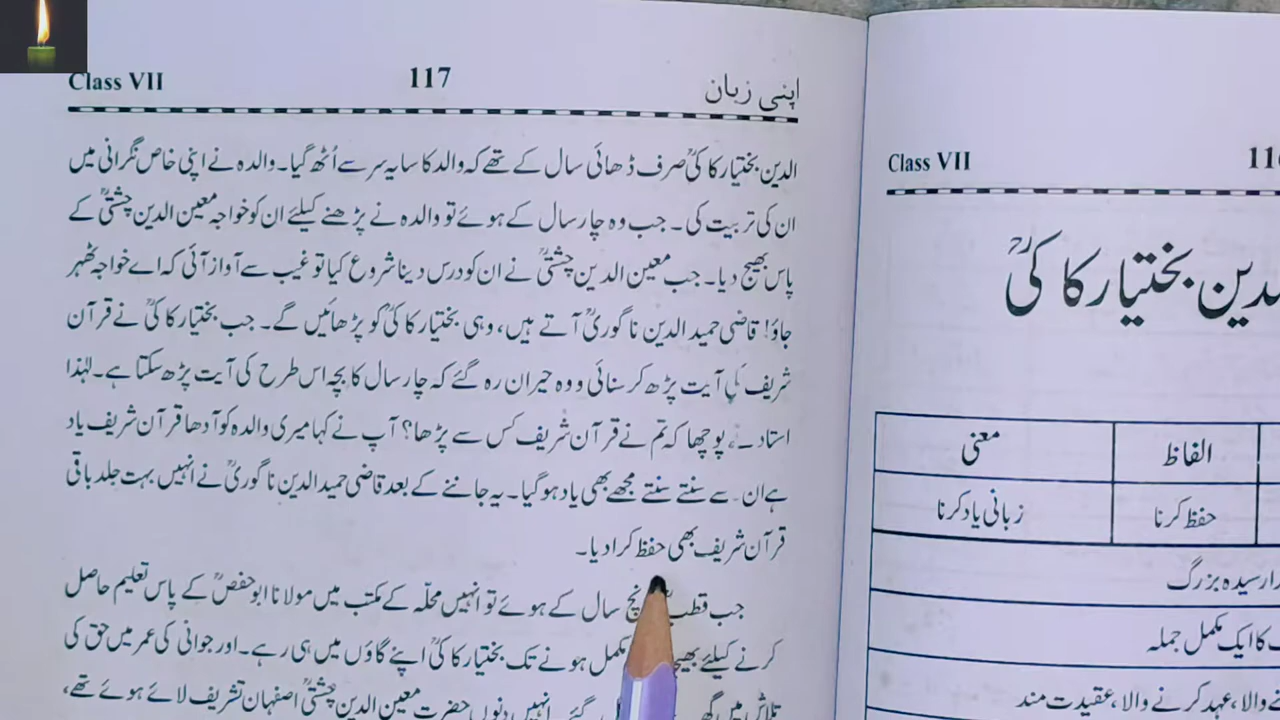 Class VII 117 اپنی زبان
الدین بختیار کاکیؒ صرف ڈھائی سال کے تھے کہ والد کا سایہ سر سے اُٹھ گیا۔ والدہ نے اپنی خاص نگرانی میں
ان کی تربیت کی۔ جب وہ چار سال کے ہوئے تو والدہ نے پڑھنے کیلئے ان کو خواجہ معین الدین چشتیؒ کے
پاس بھیج دیا۔ جب معین الدین چشتیؒ نے ان کو درس دینا شروع کیا تو غیب سے آواز آئی کہ اے خواجہ ٹھہر
جاؤ! قاضی حمید الدین ناگوریؒ آتے ہیں، وہی بختیار کاکیؒ کو پڑھائیں گے۔ جب بختیار کاکیؒ نے قرآن
شریف کی آیت پڑھ کر سنائی و وہ حیران رہ گئے کہ چار سال کا بچہ اس طرح کی آیت پڑھ سکتا ہے۔ لہٰذا
استاد پوچھا کہ تم نے قرآن شریف کس سے پڑھا؟ آپ نے کہا میری والدہ کو آدھا قرآن شریف یاد
ہے ان سے سنتے سنتے مجھے بھی یاد ہو گیا۔ یہ جاننے کے بعد قاضی حمید الدین ناگوریؒ نے انہیں بہت جلد باقی
قرآن شریف بھی حفظ کرا دیا۔
جب قطب سال کے ہوئے تو انہیں محلّہ کے مکتب میں مولانا ابو حفصؒ کے پاس تعلیم حاصل
کرنے کیلئے مکمل ہونے تک بختیار کاکیؒ اپنے گاؤں میں ہی رہے۔ اور جوانی کی عمر میں حق کی
تلاش میں گئے انہیں دنوں حضرت معین الدین چشتیؒ اصفہان تشریف لائے ہوئے تھے،
Class VII
بختیار کاکیؒ
الفاظ معنی
حفظ کرنا زبانی یاد کرنا
بزرگ
کا ایک مکمل جملہ
والا، عہد کرنے والا، عقیدت مند